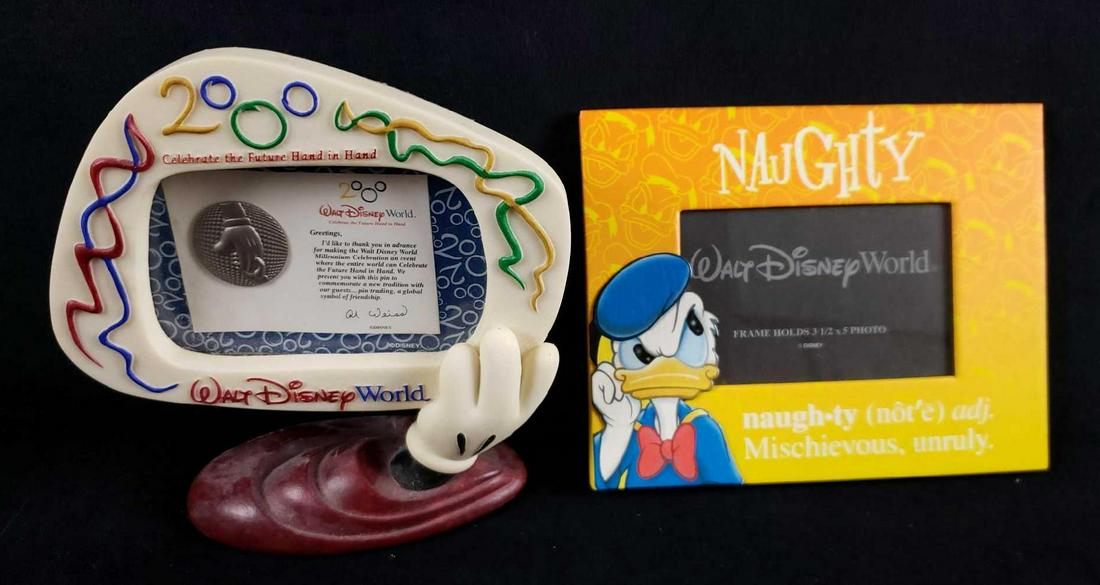 2000
Celebrate the Future Hand in Hand
2000
Walt Disney World.
Celebrate the Future Hand in Hand
Greetings,
I'd like to thank you in advance
for making the Walt Disney World
Millennium Celebration an event
where the entire world can Celebrate
the Future Hand in Hand. We
present you with this pin to
commemorate a new tradition with
our guests... pin trading, a global
symbol of friendship.
Al Weiss
©DISNEY
©DISNEY
Walt Disney World.
NAUGHTY
Walt Disney World
FRAME HOLDS 3 1/2 x 5 PHOTO
© DISNEY
naugh•ty (nôt'e) adj.
Mischievous, unruly.